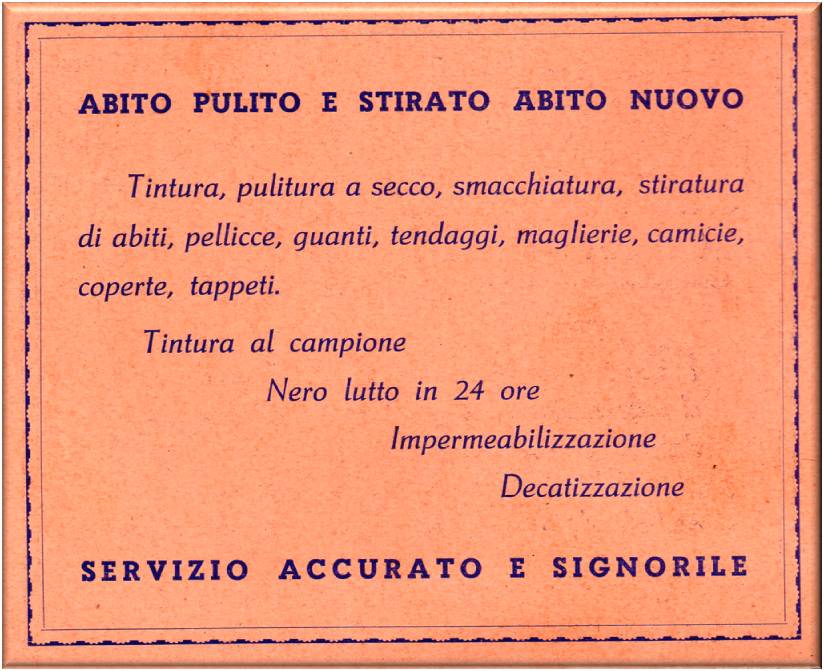 ABITO PULITO E STIRATO ABITO NUOVO
Tintura, pulitura a secco, smacchiatura, stiratura
di abiti, pellicce, guanti, tendaggi, maglierie, camicie,
coperte, tappeti.
Tintura al campione
Nero lutto in 24 ore
Impermeabilizzazione
Decatizzazione
SERVIZIO ACCURATO E SIGNORILE